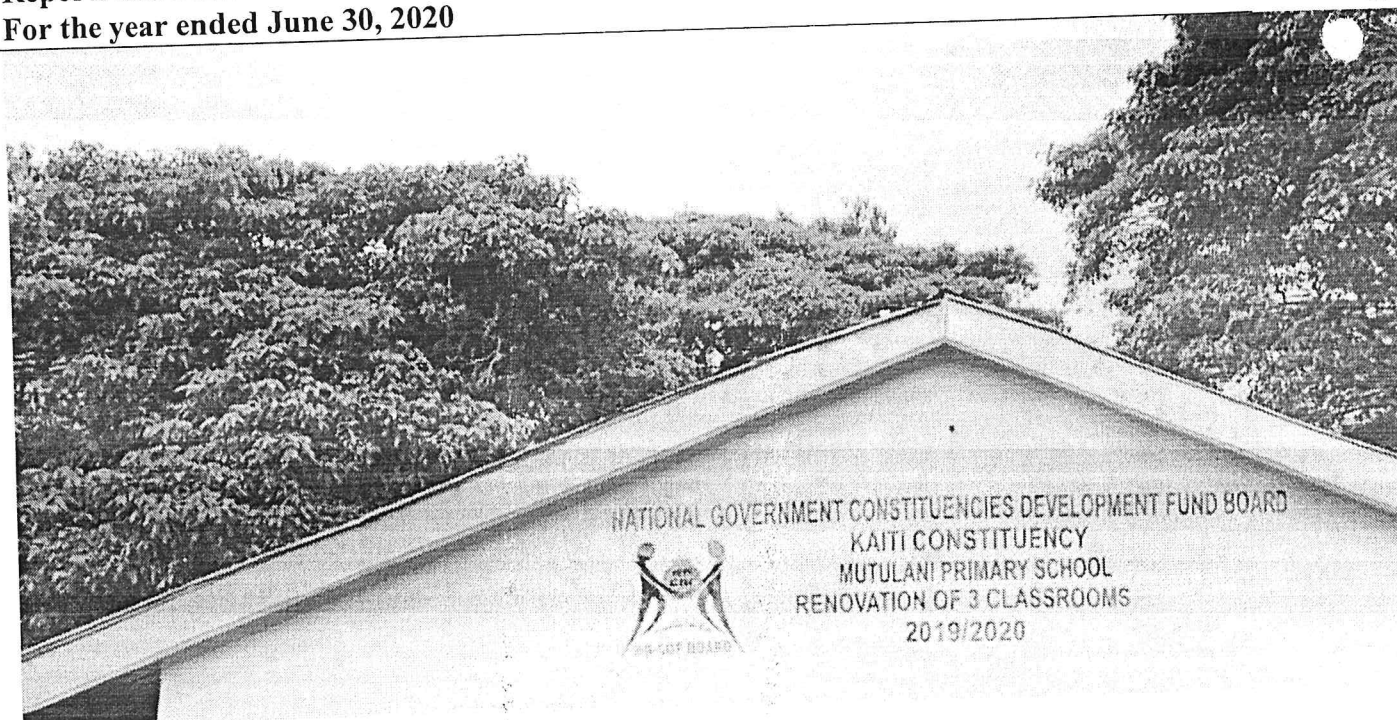 For the year ended June 30, 2020
NATIONAL GOVERNMENT CONSTITUENCIES DEVELOPMENT FUND BOARD
KAITI CONSTITUENCY
MUTULANI PRIMARY SCHOOL
RENOVATION OF 3 CLASSROOMS
2019/2020